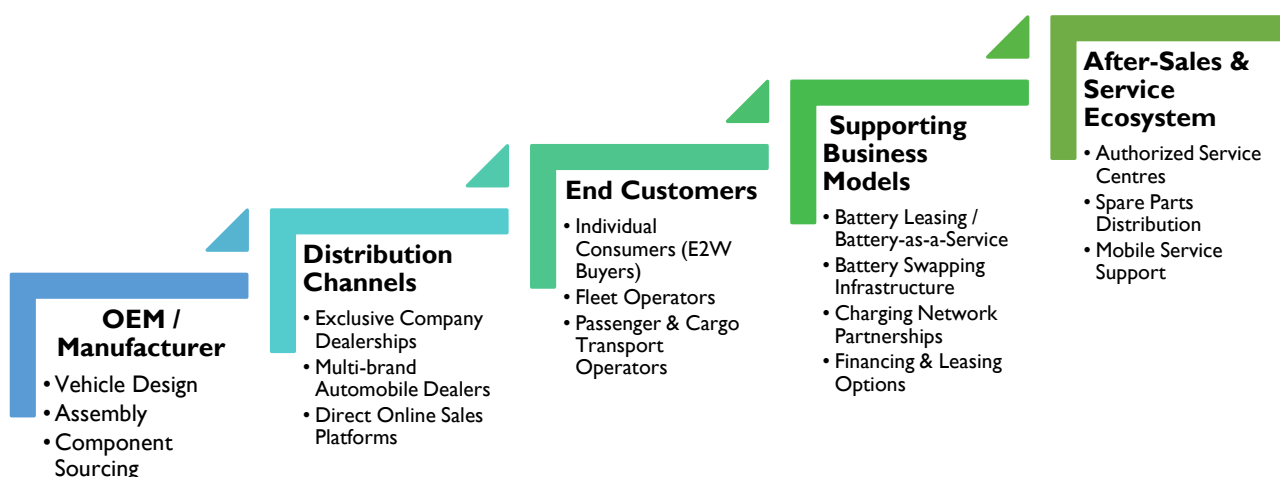 OEM /
Manufacturer
• Vehicle Design
• Assembly
• Component
Sourcing
Distribution
Channels
• Exclusive Company
Dealerships
• Multi-brand
Automobile Dealers
• Direct Online Sales
Platforms
End Customers
• Individual
Consumers (E2W
Buyers)
• Fleet Operators
• Passenger & Cargo
Transport
Operators
Supporting
Business
Models
• Battery Leasing /
Battery-as-a-Service
• Battery Swapping
Infrastructure
• Charging Network
Partnerships
• Financing & Leasing
Options
After-Sales &
Service
Ecosystem
• Authorized Service
Centres
• Spare Parts
Distribution
• Mobile Service
Support